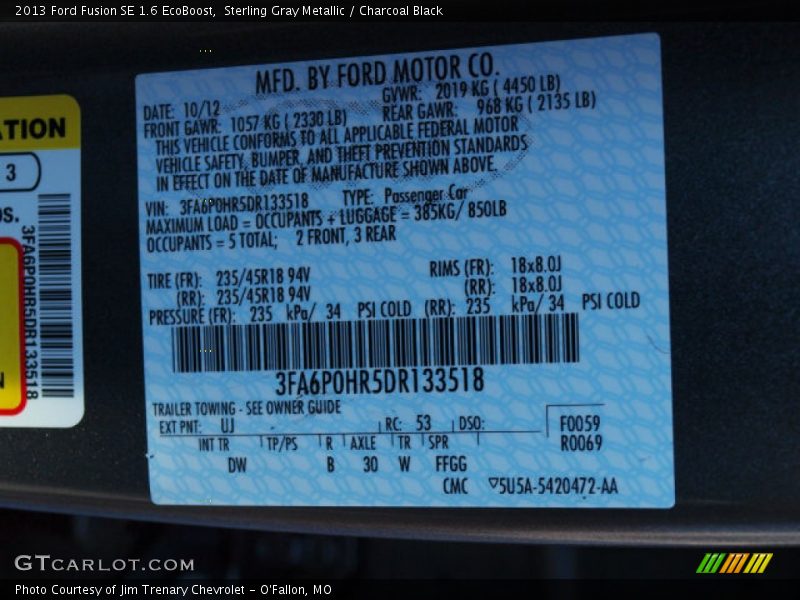 2013 Ford Fusion SE 1.6 EcoBoost,  Sterling Gray Metallic / Charcoal Black
MFD. BY FORD MOTOR CO.
DATE: 10/12 GVWR: 2019 KG ( 4450 LB)
FRONT GAWR: 1057 KG ( 2330 LB) REAR GAWR: 968 KG ( 2135 LB)
THIS VEHICLE CONFORMS TO ALL APPLICABLE FEDERAL MOTOR
VEHICLE SAFETY, BUMPER, AND THEFT PREVENTION STANDARDS
IN EFFECT ON THE DATE OF MANUFACTURE SHOWN ABOVE.
VIN: 3FA6P0HR5DR133518 TYPE: Passenger Car
MAXIMUM LOAD = OCCUPANTS + LUGGAGE = 385KG/ 850LB
OCCUPANTS = 5 TOTAL; 2 FRONT, 3 REAR
TIRE (FR): 235/45R18 94V RIMS (FR): 18x8.0J
(RR): 235/45R18 94V (RR): 18x8.0J
PRESSURE (FR): 235 kPa/ 34 PSI COLD (RR): 235 kPa/ 34 PSI COLD
3FA6P0HR5DR133518
TRAILER TOWING - SEE OWNER GUIDE
EXT PNT: UJ RC: 53 DSO: F0059
INT TR TP/PS R AXLE TR SPR R0069
DW B 30 W FFGG
CMC 5U5A-5420472-AA
ATION
3
OS.
3FA6P0HR5DR133518
N
GTCARLOT.COM
Photo Courtesy of Jim Trenary Chevrolet - O'Fallon, MO